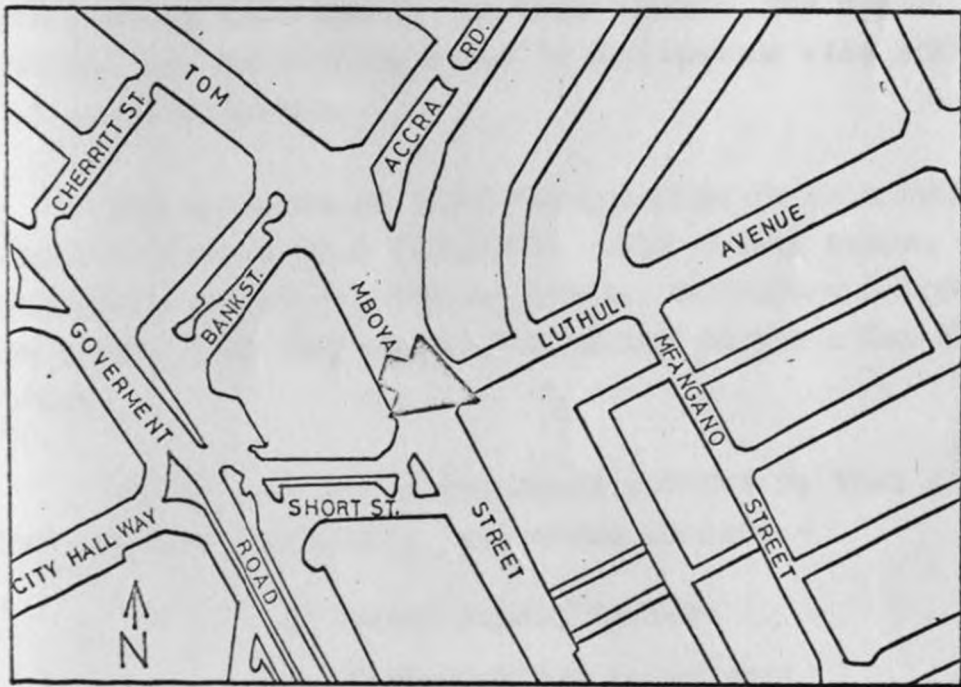 CHERRITT ST.
TOM
ACCRA
RD.
BANK ST.
MBOYA
AVENUE
LUTHULI
MFANGANO
GOVERMENT
SHORT ST.
STREET
STREET
CITY HALL WAY
ROAD
N